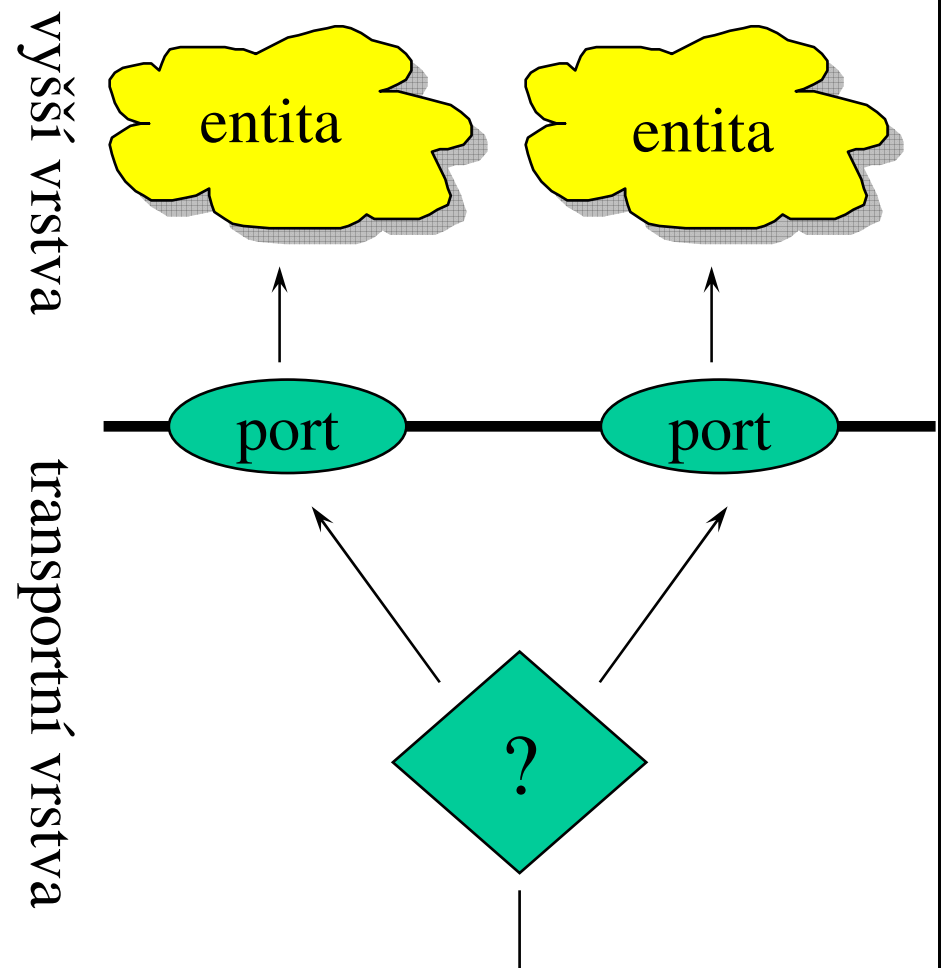 vyšší vrstva
entita
entita
port
port
transportní vrstva
?